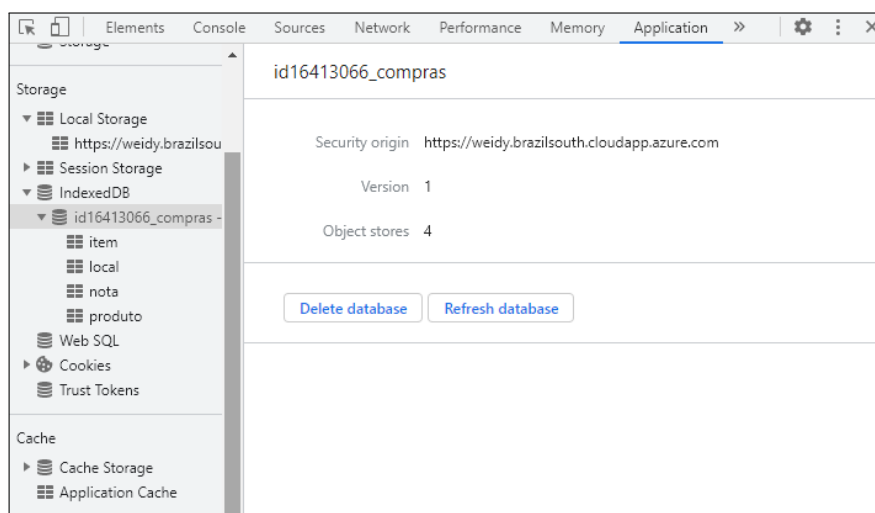 Elements Console Sources Network Performance Memory Application »
Storage
id16413066_compras
Storage
Local Storage
https://weidy.brazilsou
Session Storage
IndexedDB
id16413066_compras -
item
local
nota
produto
Web SQL
Cookies
Trust Tokens
Cache
Cache Storage
Application Cache
Security origin https://weidy.brazilsouth.cloudapp.azure.com
Version 1
Object stores 4
Delete database Refresh database